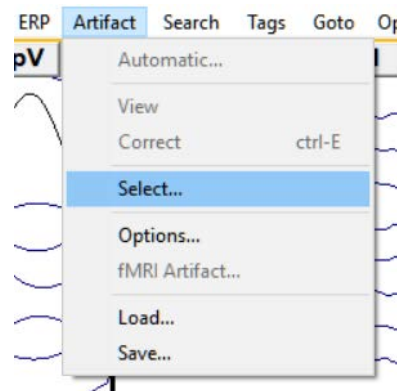 ERP Artifact Search Tags Goto Op
pV
Automatic...
View
Correct ctrl-E
Select...
Options...
fMRI Artifact...
Load...
Save...